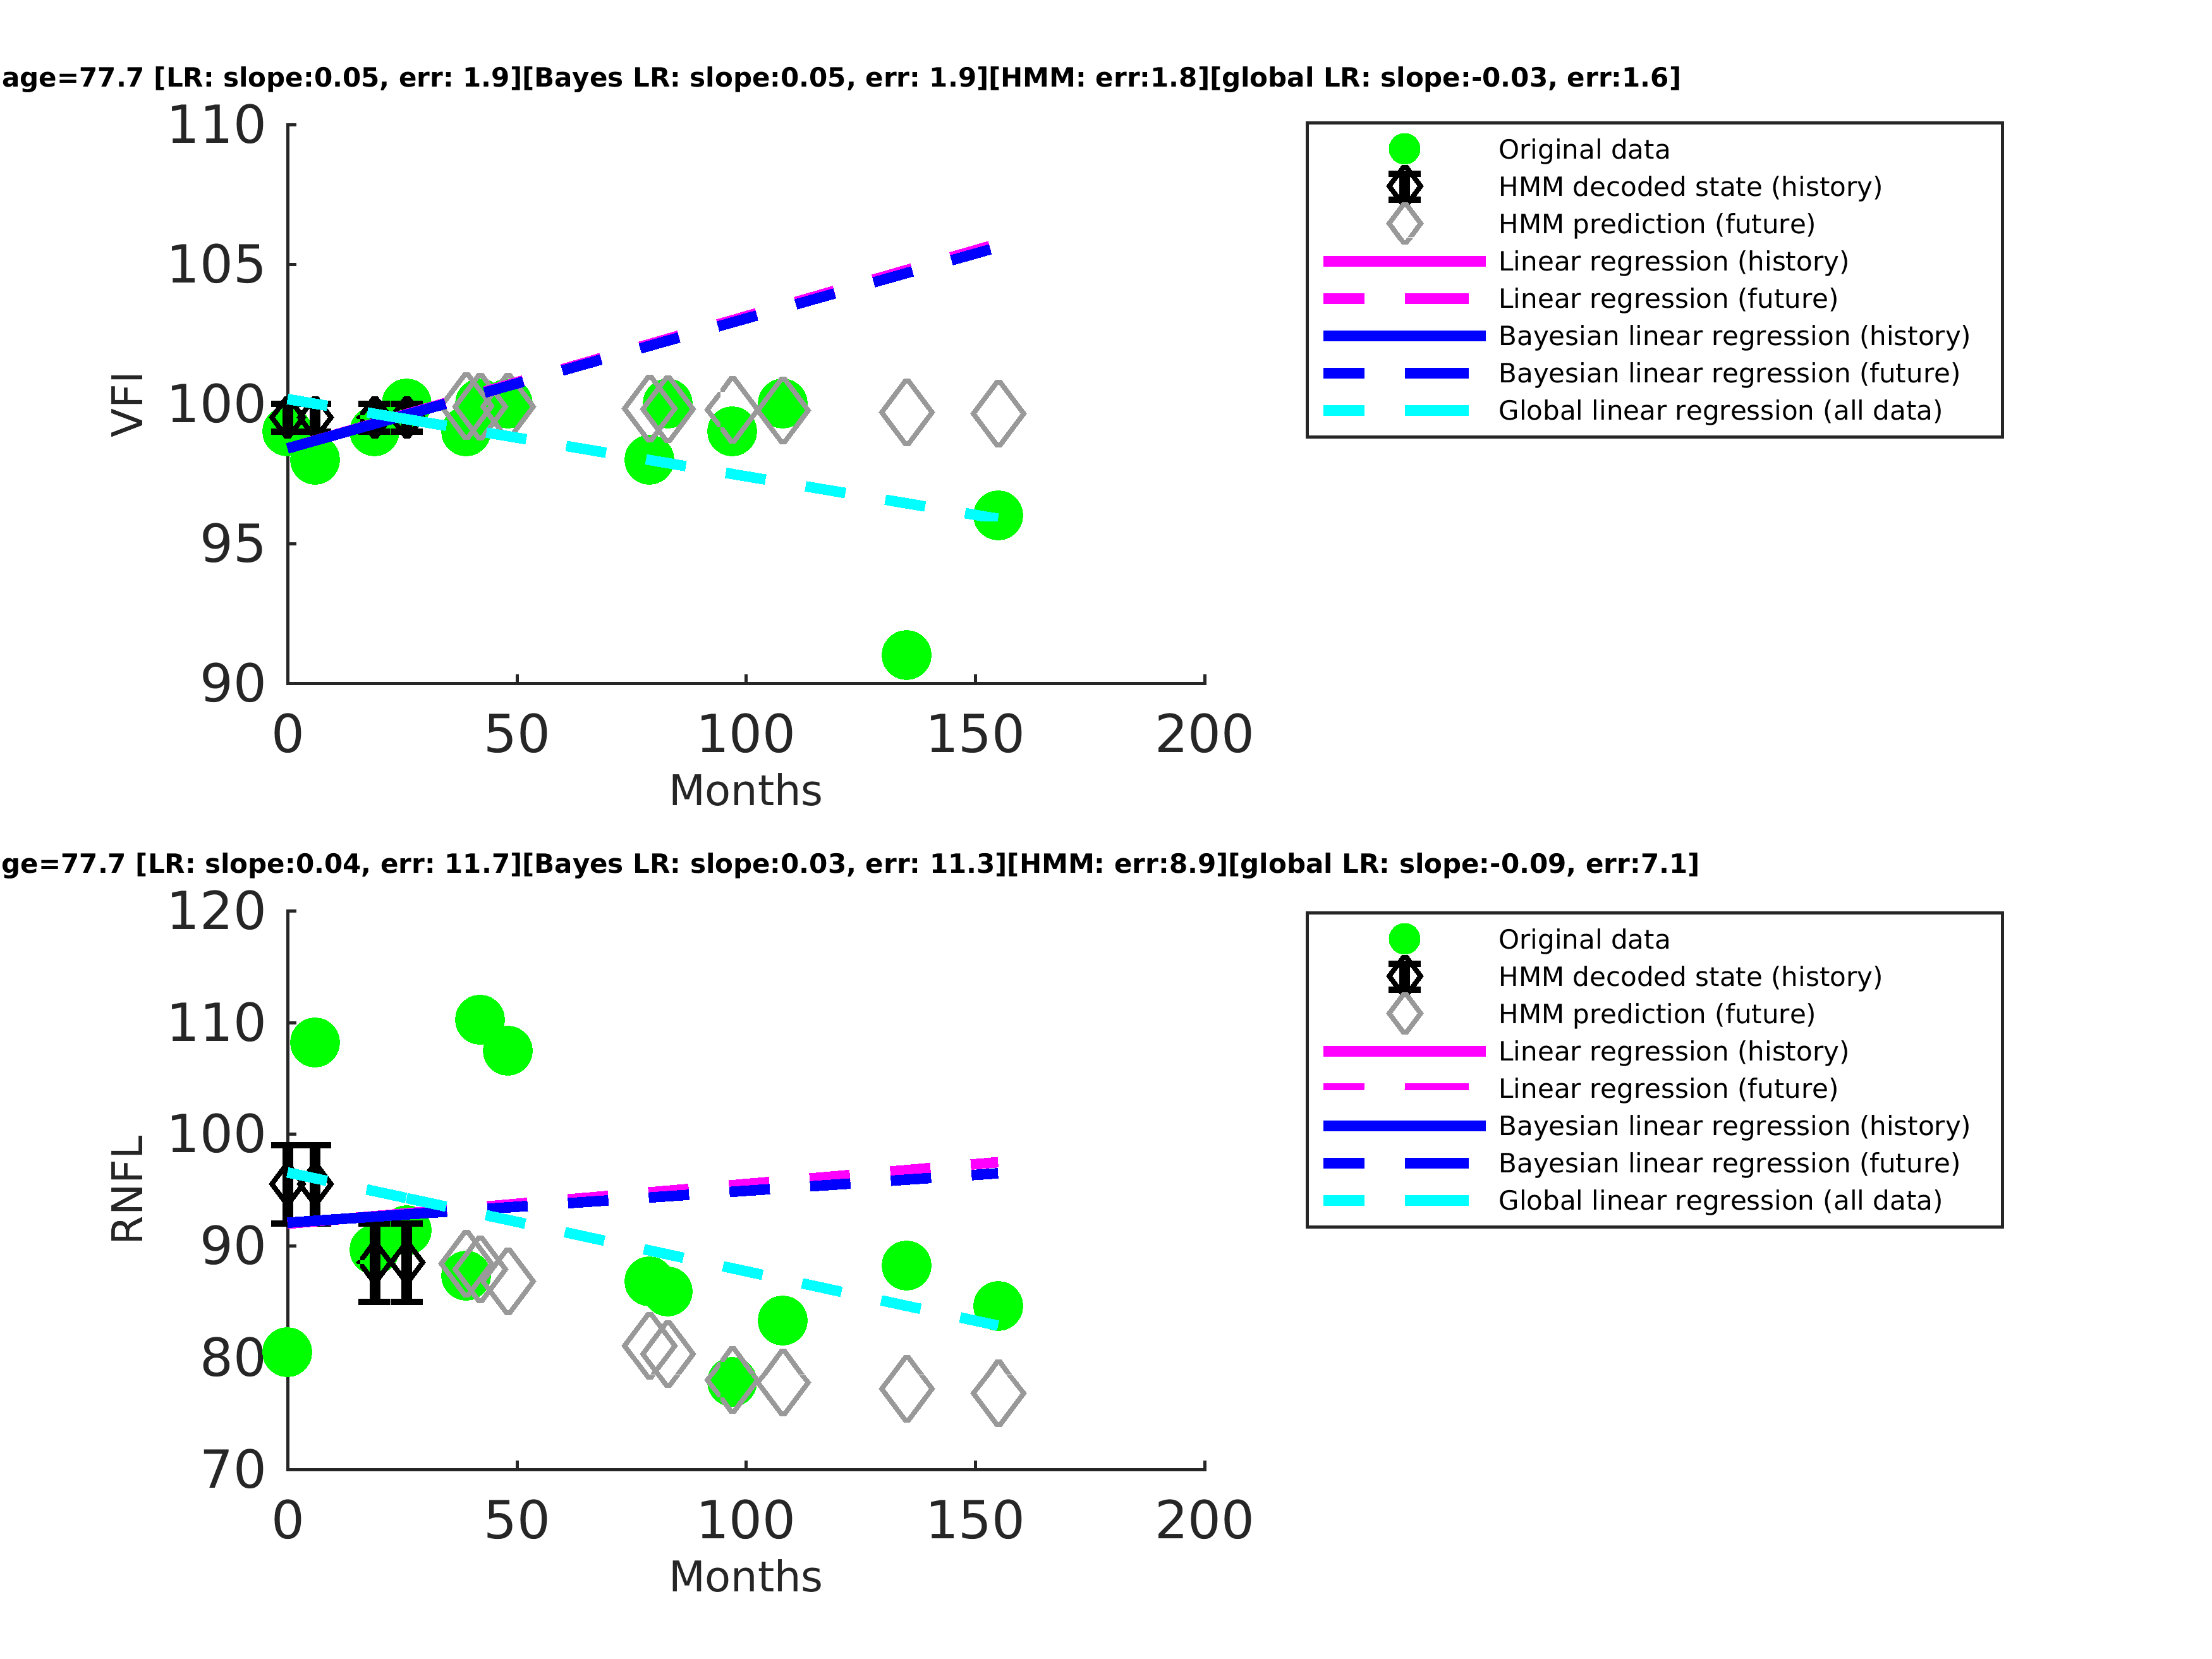 age=77.7 [LR: slope:0.05, err: 1.9][Bayes LR: slope:0.05, err: 1.9][HMM: err:1.8][global LR: slope:-0.03, err:1.6]
110
105
100
95
90
VFI
0 50 100 150 200
Months
Original data
HMM decoded state (history)
HMM prediction (future)
Linear regression (history)
Linear regression (future)
Bayesian linear regression (history)
Bayesian linear regression (future)
Global linear regression (all data)
ge=77.7 [LR: slope:0.04, err: 11.7][Bayes LR: slope:0.03, err: 11.3][HMM: err:8.9][global LR: slope:-0.09, err:7.1]
120
110
100
90
80
70
RNFL
0 50 100 150 200
Months
Original data
HMM decoded state (history)
HMM prediction (future)
Linear regression (history)
Linear regression (future)
Bayesian linear regression (history)
Bayesian linear regression (future)
Global linear regression (all data)